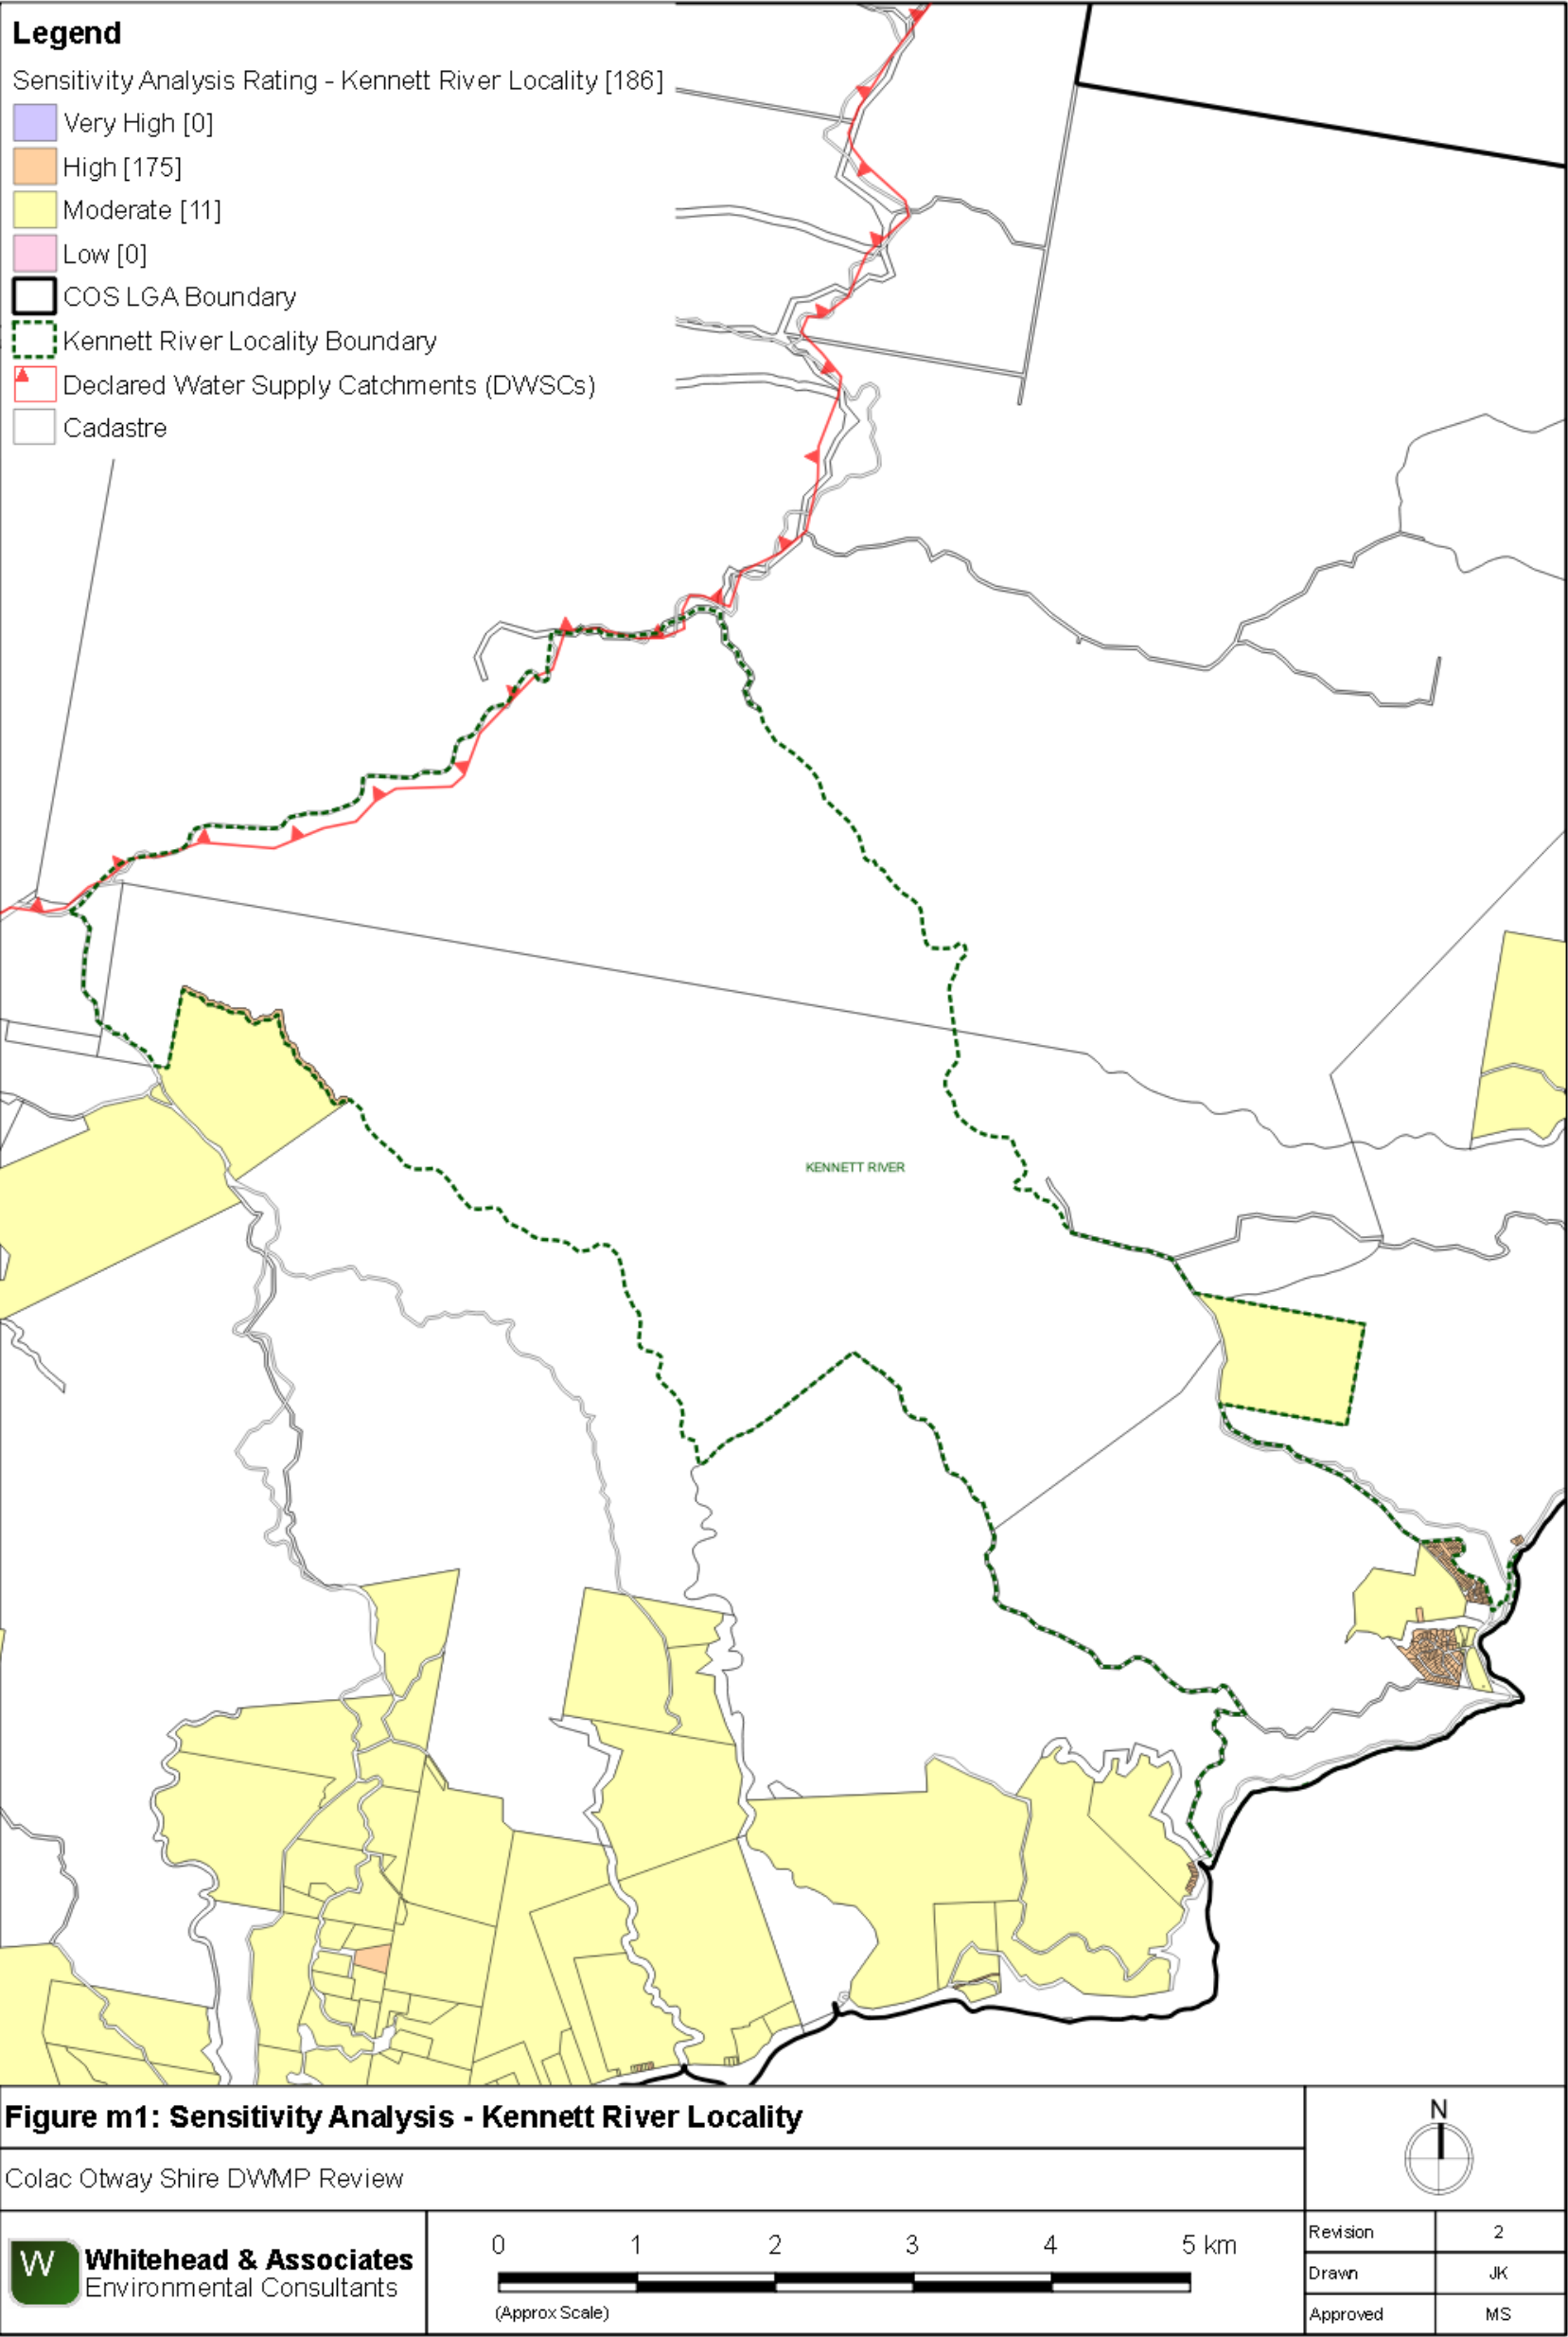 Legend
Sensitivity Analysis Rating - Kennett River Locality [186]
Very High [0]
High [175]
Moderate [11]
Low [0]
COS LGA Boundary
Kennett River Locality Boundary
Declared Water Supply Catchments (DWSCs)
Cadastre
KENNETT RIVER
Figure m1: Sensitivity Analysis - Kennett River Locality
N
Colac Otway Shire DWMP Review
W
Whitehead & Associates
Environmental Consultants
0 1 2 3 4 5 km
(Approx Scale)
Revision 2
Drawn JK
Approved MS